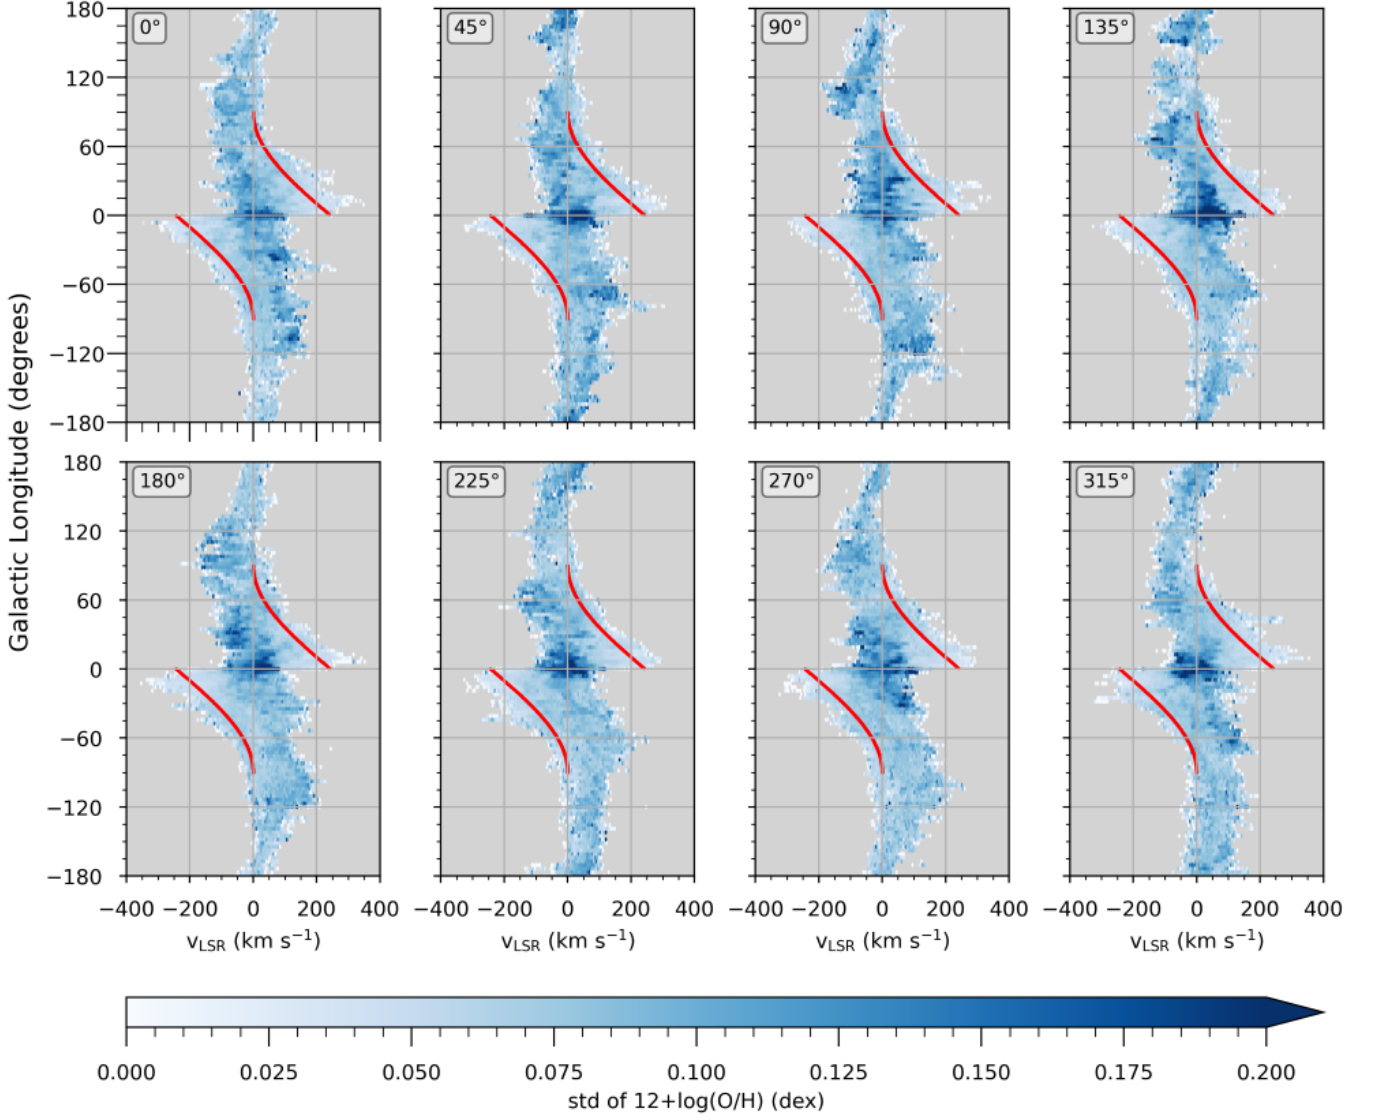 180
120
60
0
−60
−120
−180
0°
45°
90°
135°
180
120
60
0
−60
−120
−180
180°
225°
270°
315°
Galactic Longitude (degrees)
−400 −200 0 200 400
−400 −200 0 200 400
−400 −200 0 200 400
−400 −200 0 200 400
v_LSR (km s⁻¹)
v_LSR (km s⁻¹)
v_LSR (km s⁻¹)
v_LSR (km s⁻¹)
0.000 0.025 0.050 0.075 0.100 0.125 0.150 0.175 0.200
std of 12+log(O/H) (dex)